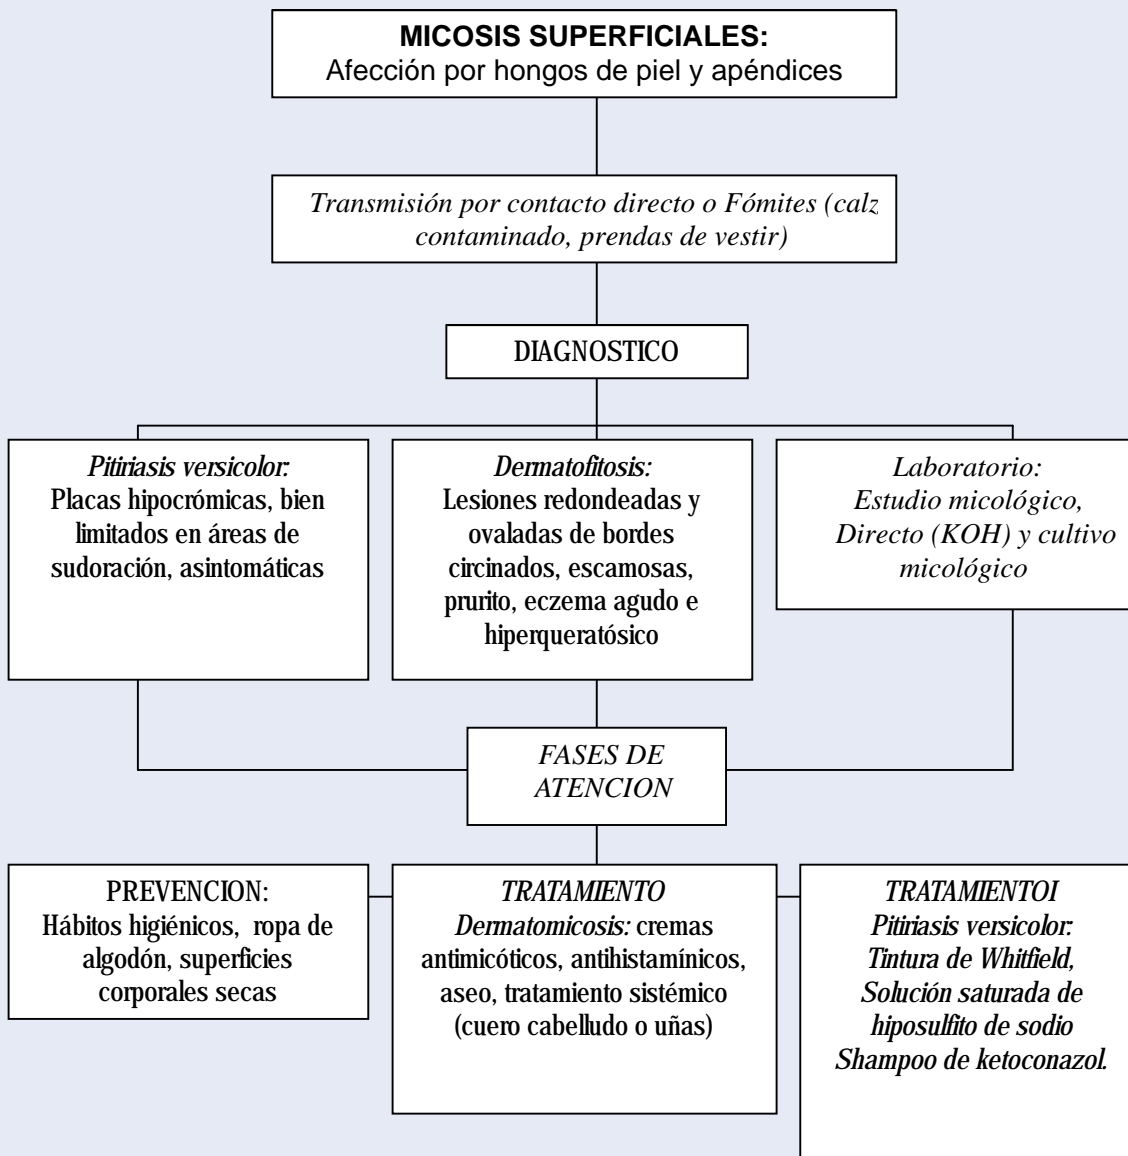 MICOSIS SUPERFICIALES:
Afección por hongos de piel y apéndices
Transmisión por contacto directo o Fómites (calz
contaminado, prendas de vestir)
DIAGNOSTICO
Pitiriasis versicolor:
Placas hipocrómicas, bien
limitados en áreas de
sudoración, asintomáticas
Dermatofitosis:
Lesiones redondeadas y
ovaladas de bordes
circinados, escamosas,
prurito, eczema agudo e
hiperqueratósico
Laboratorio:
Estudio micológico,
Directo (KOH) y cultivo
micológico
FASES DE
ATENCION
PREVENCION:
Hábitos higiénicos, ropa de
algodón, superficies
corporales secas
TRATAMIENTO
Dermatomicosis: cremas
antimicóticos, antihistamínicos,
aseo, tratamiento sistémico
(cuero cabelludo o uñas)
TRATAMIENTOI
Pitiriasis versicolor:
Tintura de Whitfield,
Solución saturada de
hiposulfito de sodio
Shampoo de ketoconazol.